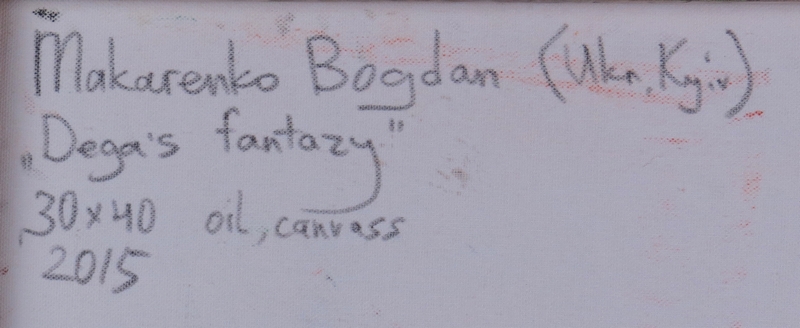 Makarenko Bogdan (Ukr, Kyiv)
„Dega's fantazy"
30x40 oil, canvass
2015